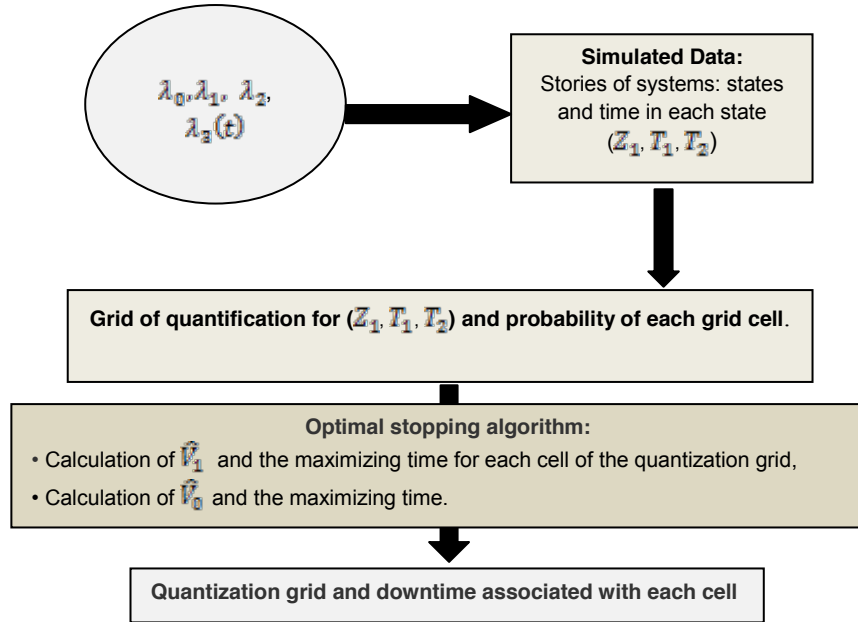 λ₀, λ₁, λ₂,
λ₃(t)
Simulated Data:
Stories of systems: states
and time in each state
(Z₁, T₁, T₂)
Grid of quantification for (Z₁, T₁, T₂) and probability of each grid cell.
Optimal stopping algorithm:
• Calculation of V̂₁ and the maximizing time for each cell of the quantization grid,
• Calculation of V̂₀ and the maximizing time.
Quantization grid and downtime associated with each cell